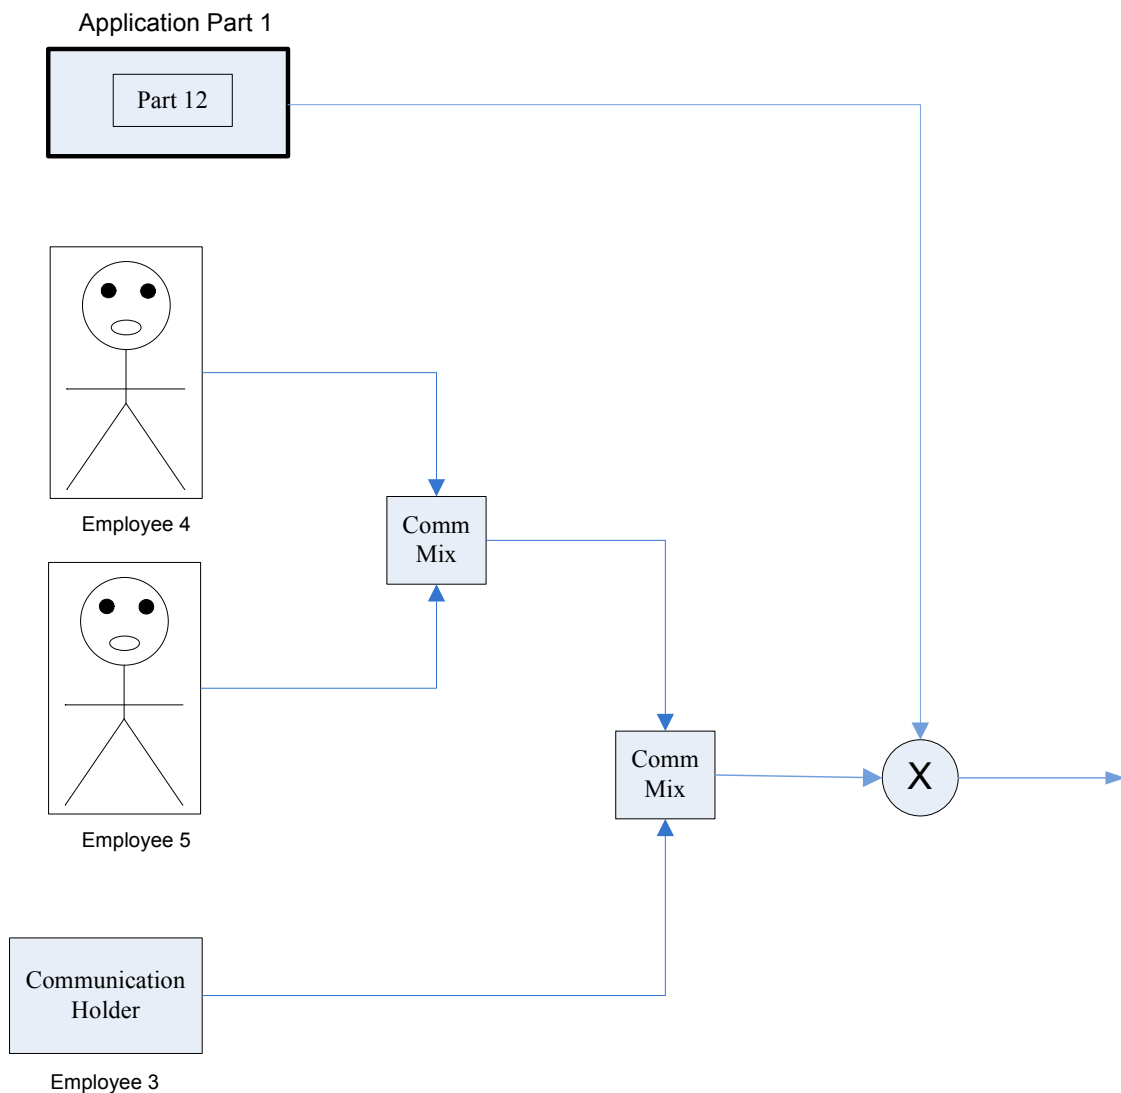 Application Part 1
Part 12
Employee 4
Comm
Mix
Employee 5
Comm
Mix
X
Communication
Holder
Employee 3